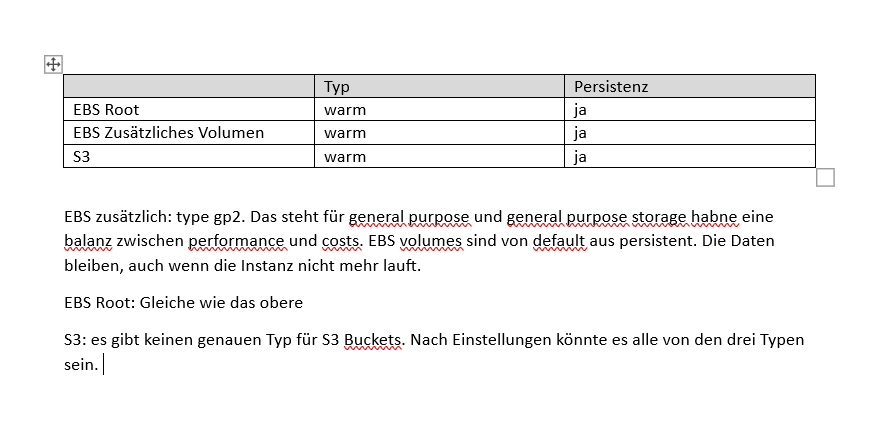 Typ Persistenz
EBS Root warm ja
EBS Zusätzliches Volumen warm ja
S3 warm ja
EBS zusätzlich: type gp2. Das steht für general purpose und general purpose storage habne eine
balanz zwischen performance und costs. EBS volumes sind von default aus persistent. Die Daten
bleiben, auch wenn die Instanz nicht mehr lauft.
EBS Root: Gleiche wie das obere
S3: es gibt keinen genauen Typ für S3 Buckets. Nach Einstellungen könnte es alle von den drei Typen
sein.